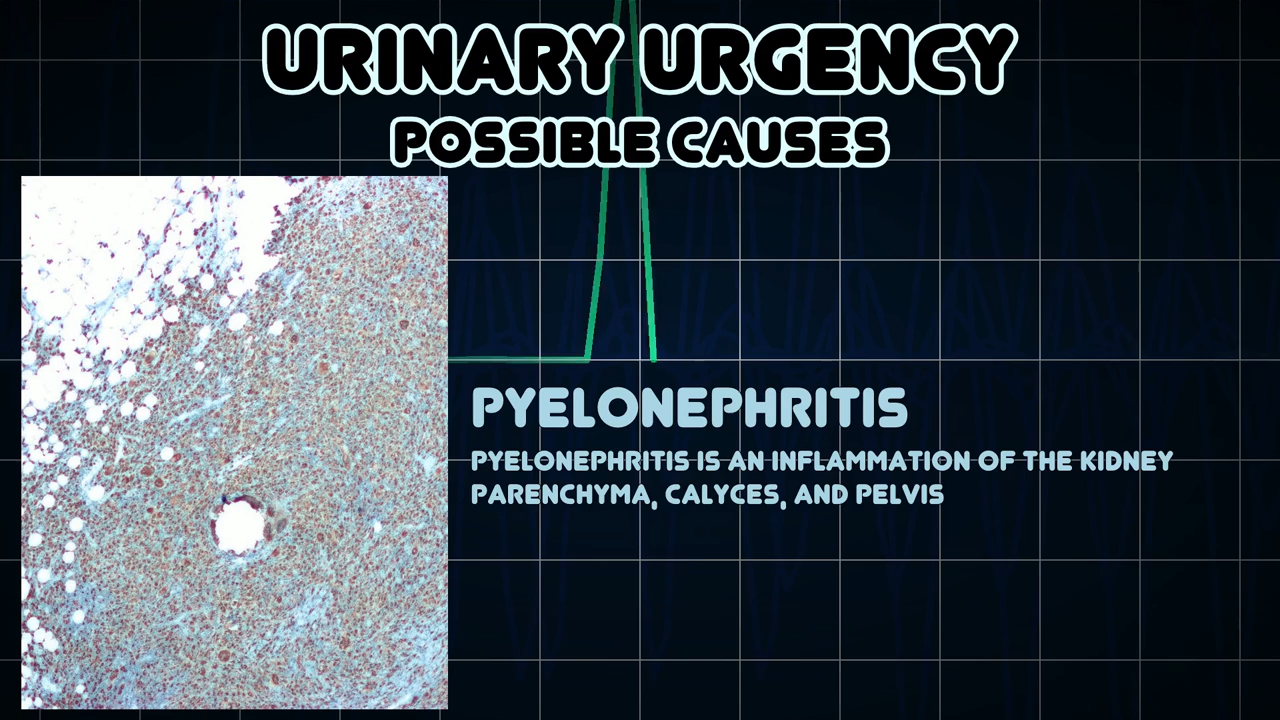 URINARY URGENCY
POSSIBLE CAUSES
PYELONEPHRITIS
PYELONEPHRITIS IS AN INFLAMMATION OF THE KIDNEY
PARENCHYMA, CALYCES, AND PELVIS